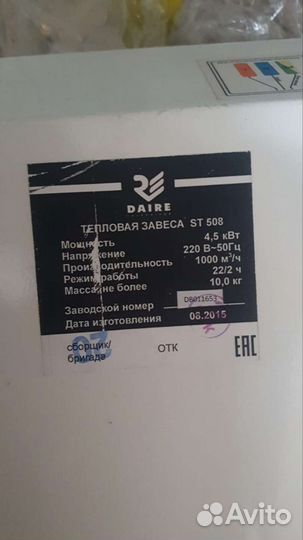 DAIRE
ТЕПЛОВАЯ ЗАВЕСА ST 508
Мощность 4,5 кВт
Напряжение 220 В~50Гц
Производительность 1000 м³/ч
Режим работы 22/2 ч
Масса не более 10,0 кг
Заводской номер D8011653
Дата изготовления 08.2015
сборщик/
бригада
ОТК
EAC
Avito